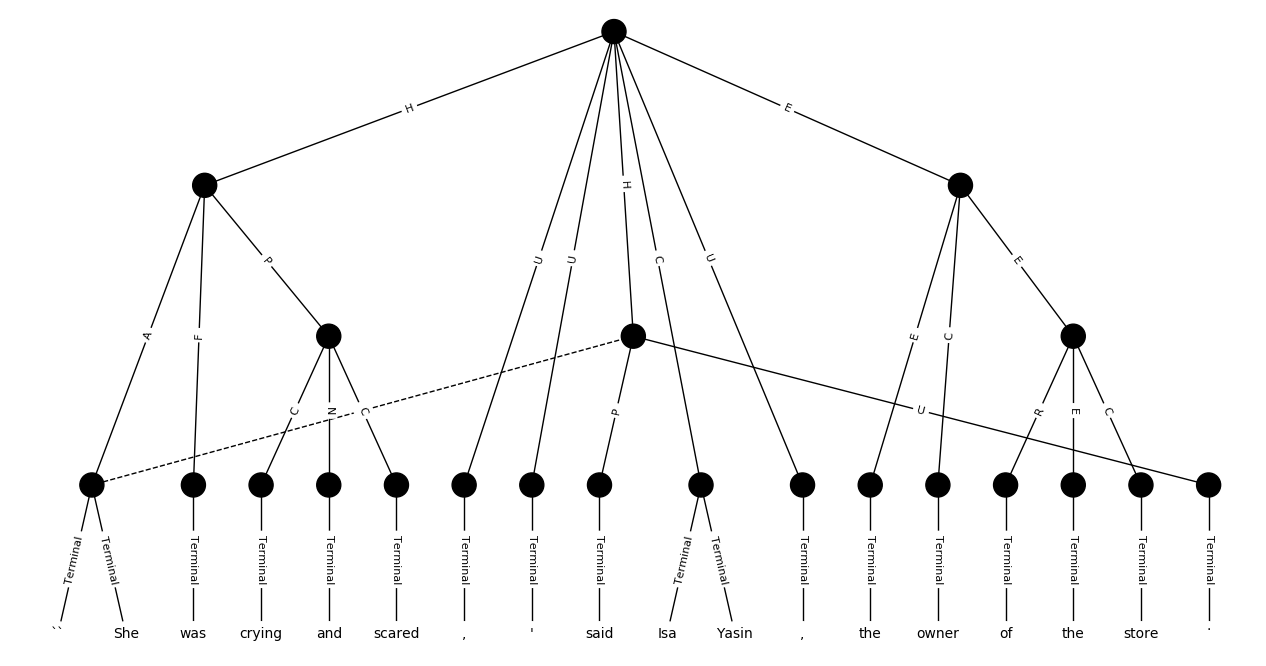 H E
H
U U C U
P E
A F E C
C N C P U R E C
Terminal Terminal Terminal Terminal Terminal Terminal Terminal Terminal Terminal Terminal Terminal Terminal Terminal Terminal Terminal Terminal Terminal Terminal
`` She was crying and scared , ' said Isa Yasin , the owner of the store .